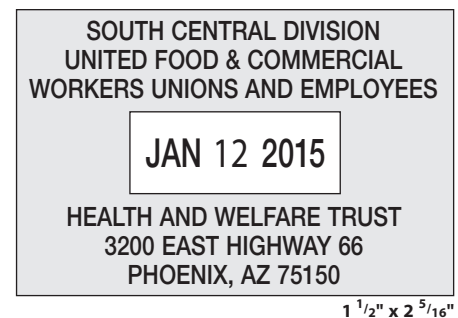 SOUTH CENTRAL DIVISION
UNITED FOOD & COMMERCIAL
WORKERS UNIONS AND EMPLOYEES
JAN 12 2015
HEALTH AND WELFARE TRUST
3200 EAST HIGHWAY 66
PHOENIX, AZ 75150
1 1/2" x 2 5/16"